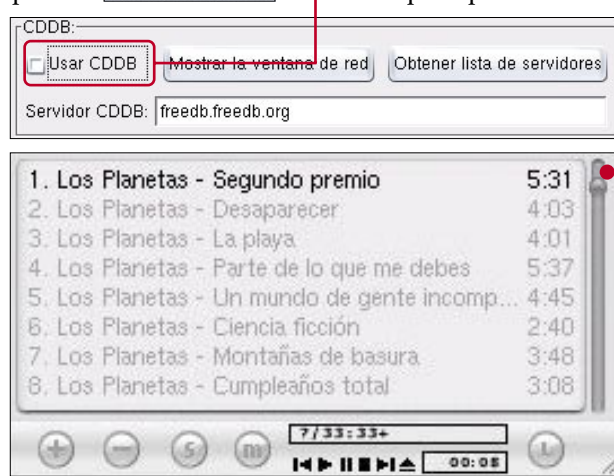 CDDB:
Usar CDDB Mostrar la ventana de red Obtener lista de servidores
Servidor CDDB: freedb.freedb.org
1. Los Planetas - Segundo premio 5:31
2. Los Planetas - Desaparecer 4:03
3. Los Planetas - La playa 4:01
4. Los Planetas - Parte de lo que me debes 5:37
5. Los Planetas - Un mundo de gente incomp... 4:45
6. Los Planetas - Ciencia ficción 2:40
7. Los Planetas - Montañas de basura 3:48
8. Los Planetas - Cumpleaños total 3:08
7/33:33+
+ - S m 00:05 L